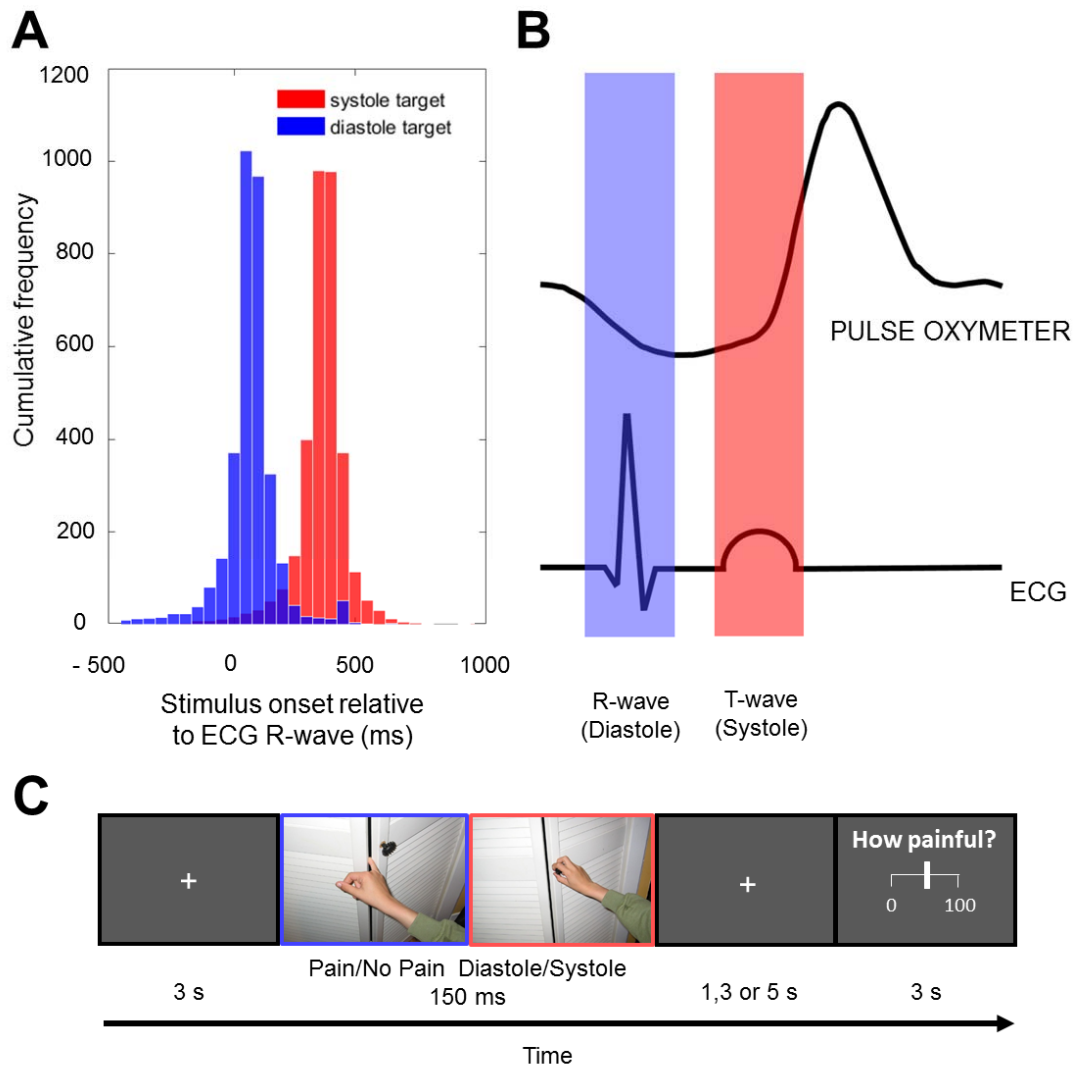 A
1200
1000
800
600
400
200
0
Cumulative frequency
systole target
diastole target
- 500
0
500
1000
Stimulus onset relative
to ECG R-wave (ms)
B
PULSE OXYMETER
ECG
R-wave
(Diastole)
T-wave
(Systole)
C
+
+
How painful?
0
100
Pain/No Pain Diastole/Systole
3 s
150 ms
1,3 or 5 s
3 s
Time